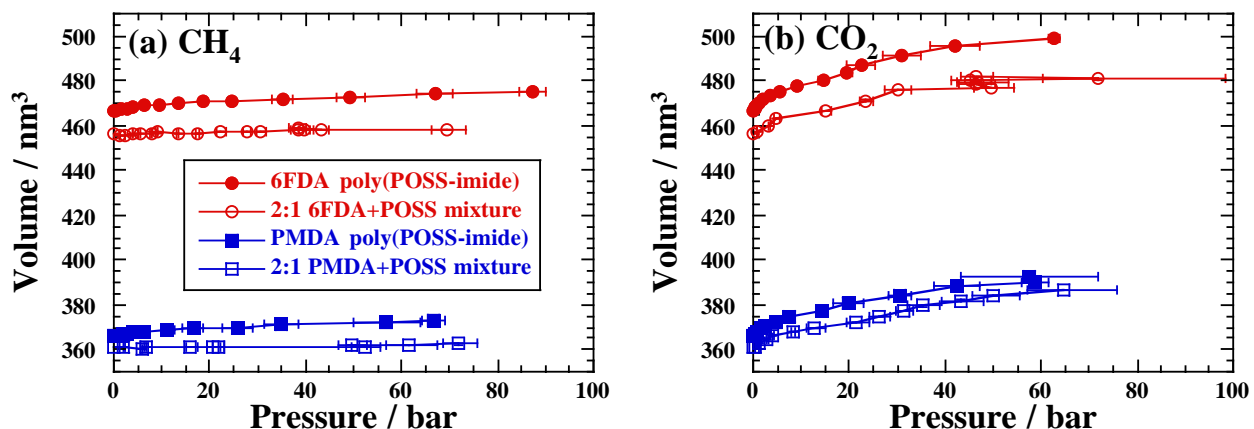 (a) CH4
(b) CO2
Volume / nm³
500
480
460
440
420
400
380
360
6FDA poly(POSS-imide)
2:1 6FDA+POSS mixture
PMDA poly(POSS-imide)
2:1 PMDA+POSS mixture
0 20 40 60 80 100
Pressure / bar
Volume / nm³
500
480
460
440
420
400
380
360
0 20 40 60 80 100
Pressure / bar